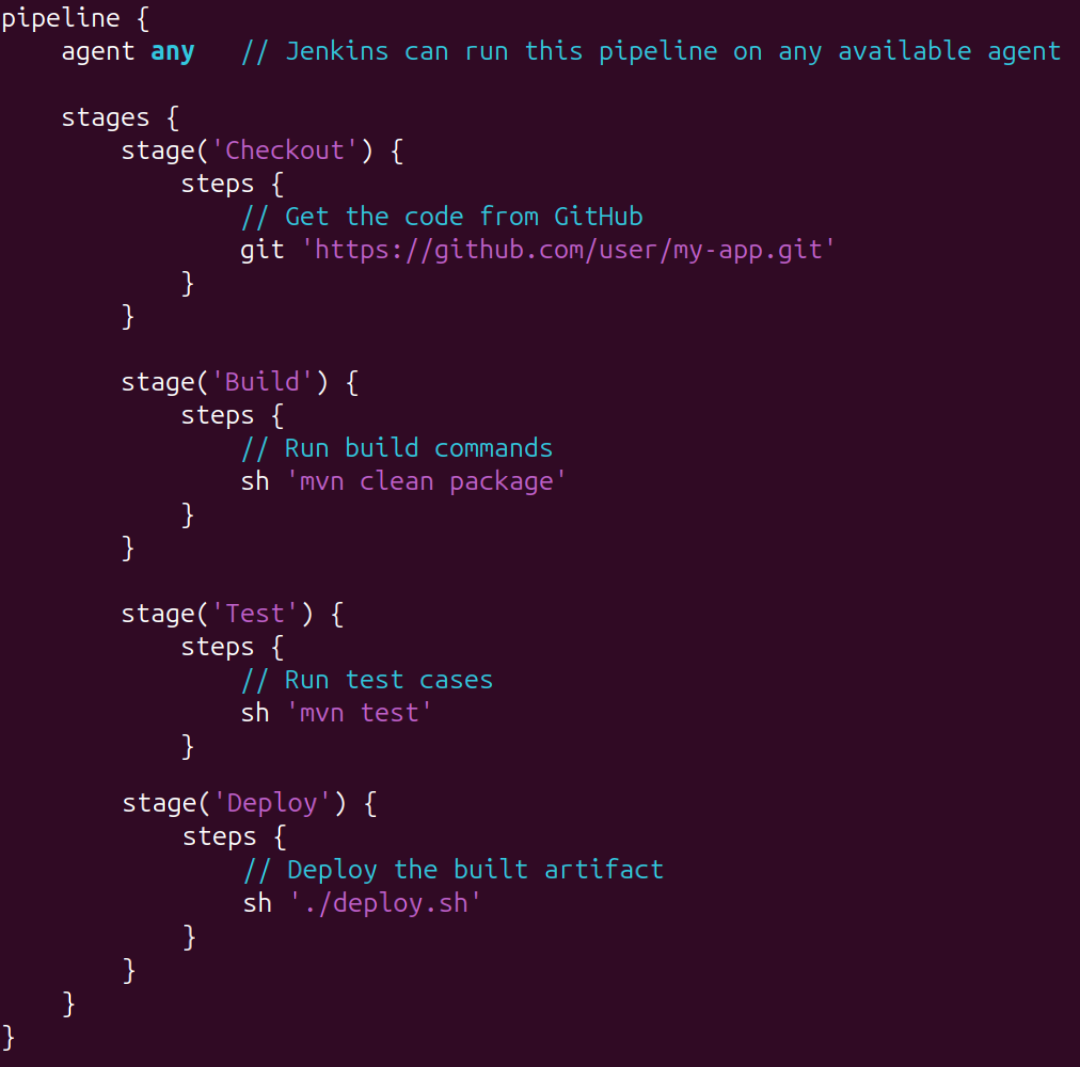 pipeline {
    agent any   // Jenkins can run this pipeline on any available agent

    stages {
        stage('Checkout') {
            steps {
                // Get the code from GitHub
                git 'https://github.com/user/my-app.git'
            }
        }

        stage('Build') {
            steps {
                // Run build commands
                sh 'mvn clean package'
            }
        }

        stage('Test') {
            steps {
                // Run test cases
                sh 'mvn test'
            }

        stage('Deploy') {
            steps {
                // Deploy the built artifact
                sh './deploy.sh'
            }
        }
    }
}